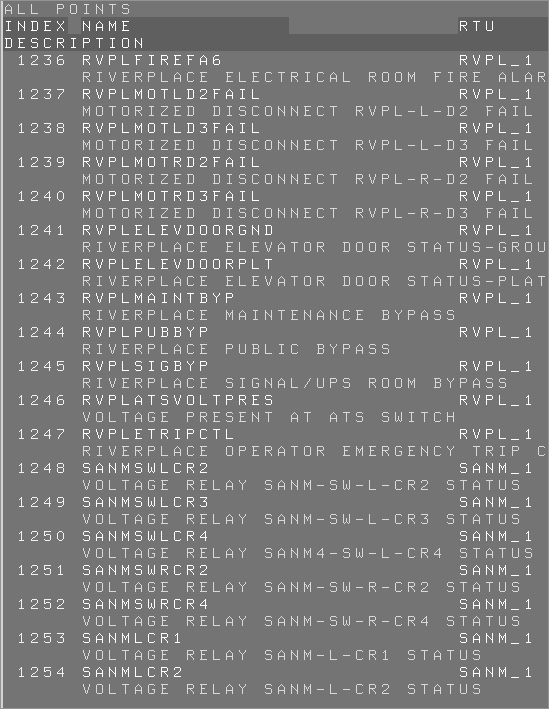 ALL POINTS
INDEX NAME RTU
DESCRIPTION
1236 RVPLFIREFA6 RVPL_1
RIVERPLACE ELECTRICAL ROOM FIRE ALAR
1237 RVPLMOTLD2FAIL RVPL_1
MOTORIZED DISCONNECT RVPL-L-D2 FAIL
1238 RVPLMOTLD3FAIL RVPL_1
MOTORIZED DISCONNECT RVPL-L-D3 FAIL
1239 RVPLMOTRD2FAIL RVPL_1
MOTORIZED DISCONNECT RVPL-R-D2 FAIL
1240 RVPLMOTRD3FAIL RVPL_1
MOTORIZED DISCONNECT RVPL-R-D3 FAIL
1241 RVPLELEVDOORGND RVPL_1
RIVERPLACE ELEVATOR DOOR STATUS-GROU
1242 RVPLELEVDOORPLT RVPL_1
RIVERPLACE ELEVATOR DOOR STATUS-PLAT
1243 RVPLMAINTBYP RVPL_1
RIVERPLACE MAINTENANCE BYPASS
1244 RVPLPUBBYP RVPL_1
RIVERPLACE PUBLIC BYPASS
1245 RVPLSIGBYP RVPL_1
RIVERPLACE SIGNAL/UPS ROOM BYPASS
1246 RVPLATSVOLTPRES RVPL_1
VOLTAGE PRESENT AT ATS SWITCH
1247 RVPLETRIPCTL RVPL_1
RIVERPLACE OPERATOR EMERGENCY TRIP C
1248 SANMSWLCR2 SANM_1
VOLTAGE RELAY SANM-SW-L-CR2 STATUS
1249 SANMSWLCR3 SANM_1
VOLTAGE RELAY SANM-SW-L-CR3 STATUS
1250 SANMSWLCR4 SANM_1
VOLTAGE RELAY SANM4-SW-L-CR4 STATUS
1251 SANMSWRCR2 SANM_1
VOLTAGE RELAY SANM-SW-R-CR2 STATUS
1252 SANMSWRCR4 SANM_1
VOLTAGE RELAY SANM-SW-R-CR4 STATUS
1253 SANMLCR1 SANM_1
VOLTAGE RELAY SANM-L-CR1 STATUS
1254 SANMLCR2 SANM_1
VOLTAGE RELAY SANM-L-CR2 STATUS